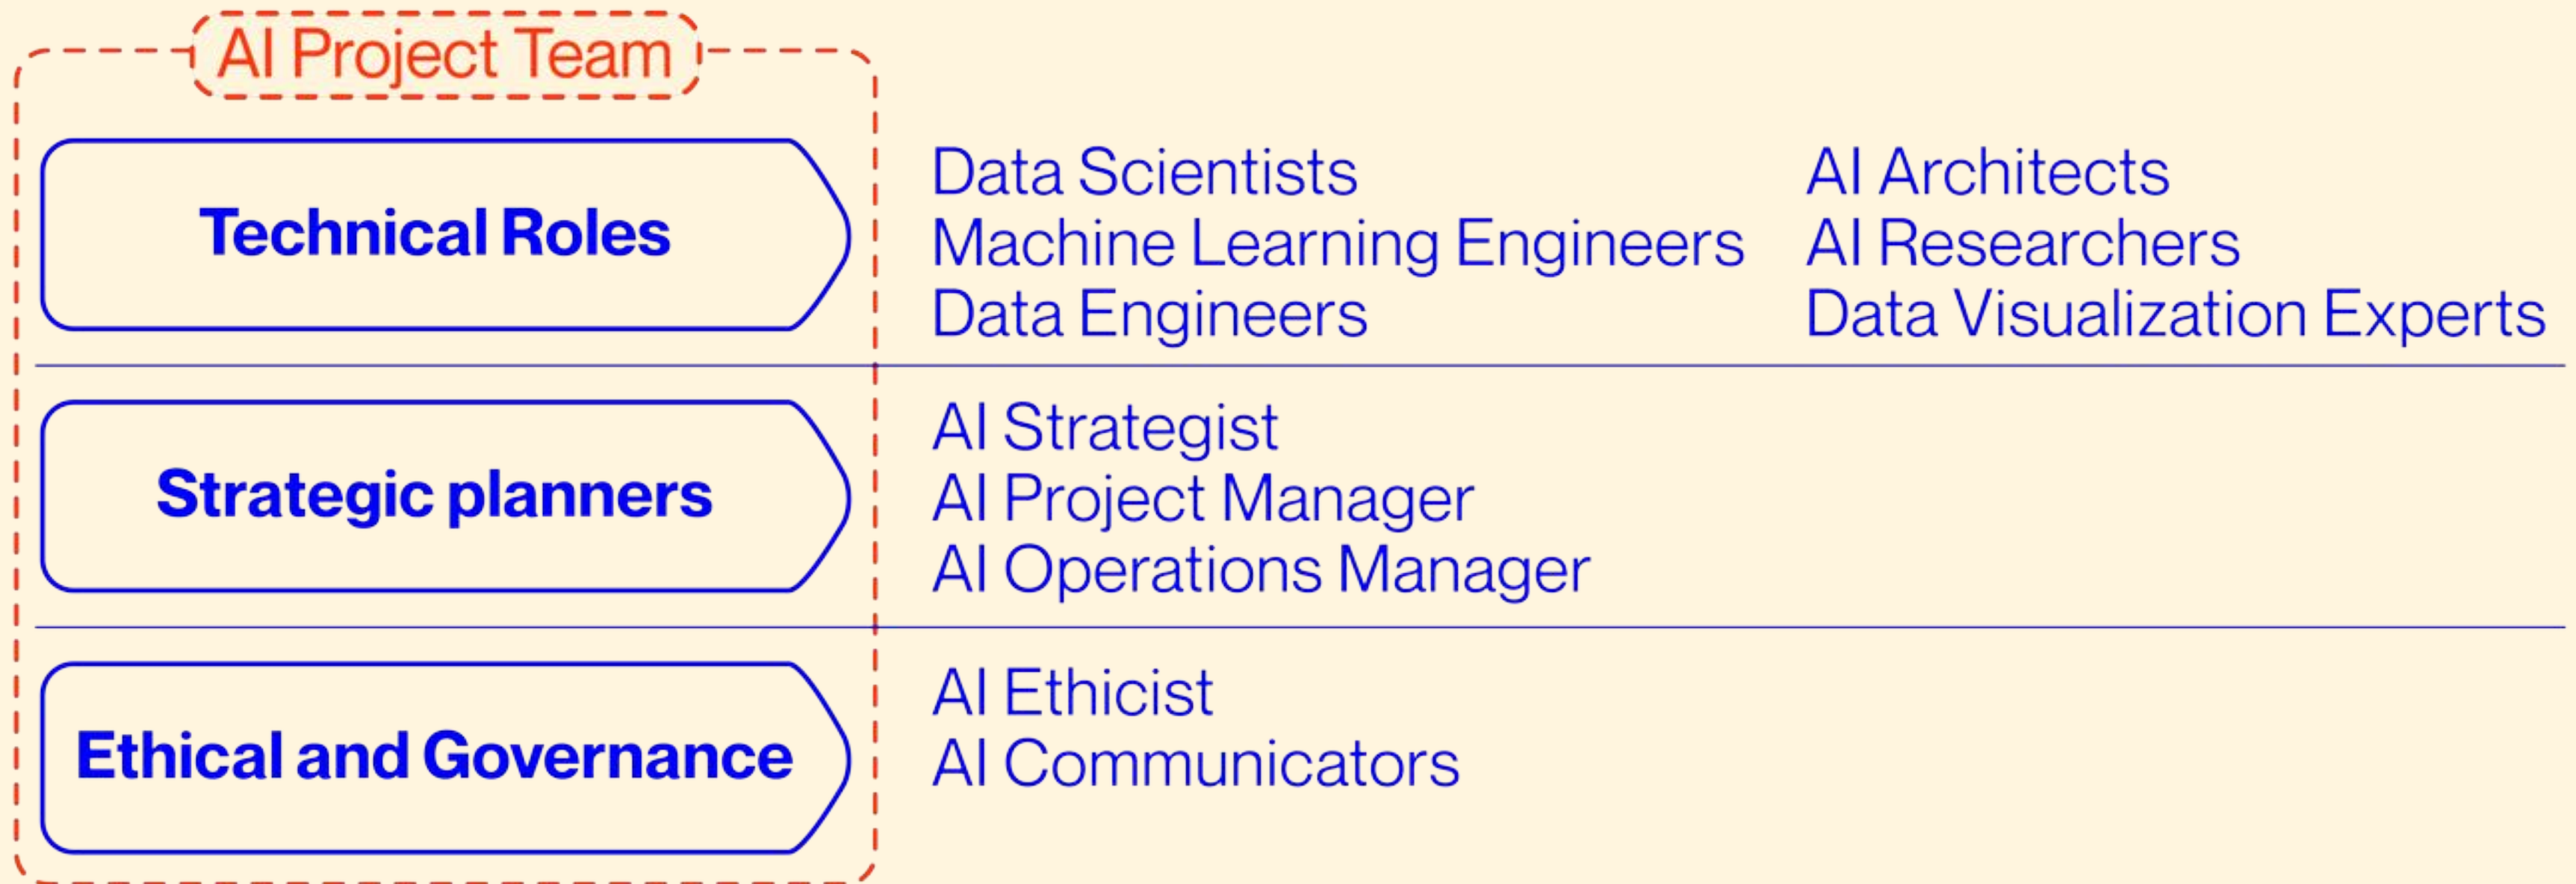 AI Project Team
Technical Roles
Data Scientists
Machine Learning Engineers
Data Engineers
AI Architects
AI Researchers
Data Visualization Experts
Strategic planners
AI Strategist
AI Project Manager
AI Operations Manager
Ethical and Governance
AI Ethicist
AI Communicators